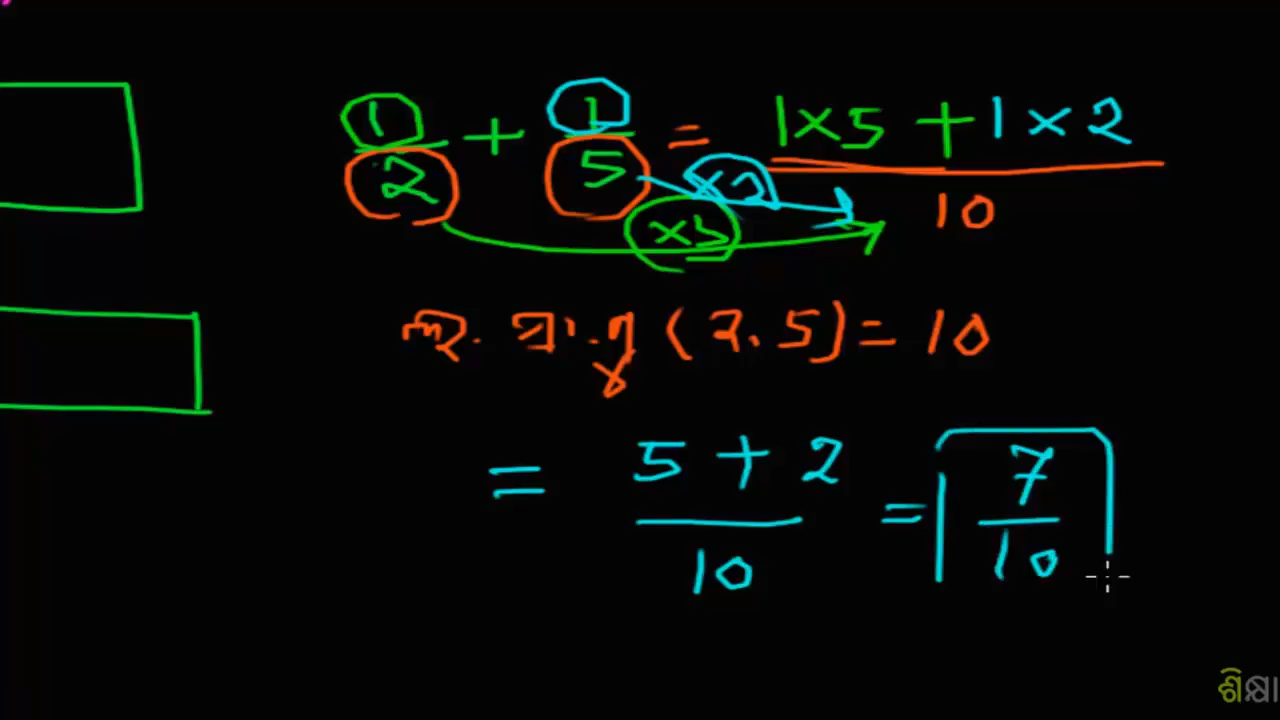 1/2 + 1/5 = (1×5 + 1×2)/10
×2
×5
ଲ. ସା. ଗୁ (2, 5) = 10
= (5 + 2)/10 = 7/10
ଶିକ୍ଷା